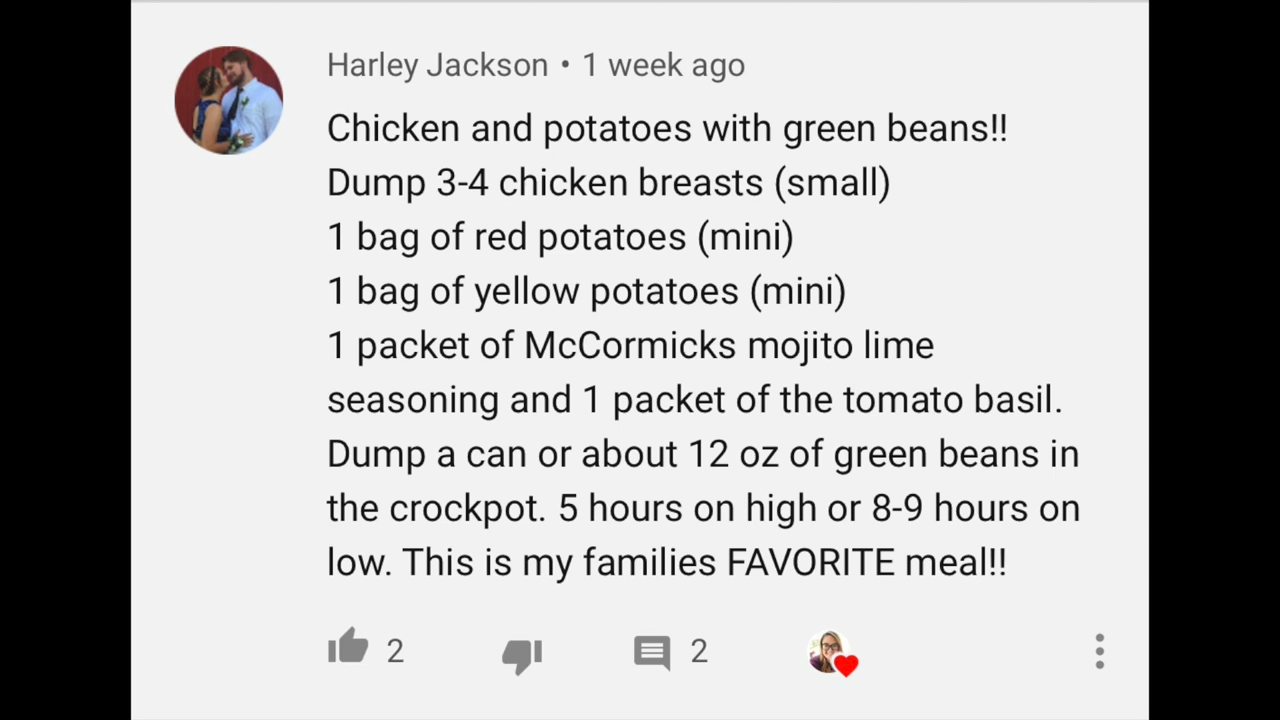 Harley Jackson • 1 week ago
Chicken and potatoes with green beans!!
Dump 3-4 chicken breasts (small)
1 bag of red potatoes (mini)
1 bag of yellow potatoes (mini)
1 packet of McCormicks mojito lime
seasoning and 1 packet of the tomato basil.
Dump a can or about 12 oz of green beans in
the crockpot. 5 hours on high or 8-9 hours on
low. This is my families FAVORITE meal!!
2 2